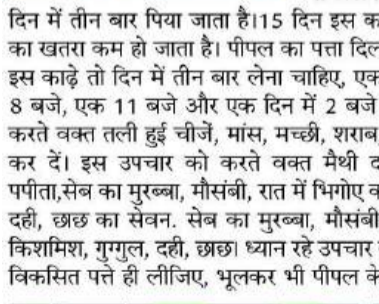 दिन में तीन बार पिया जाता है।15 दिन इस क
का खतरा कम हो जाता है। पीपल का पत्ता दिल
इस काढ़े तो दिन में तीन बार लेना चाहिए, एक
8 बजे, एक 11 बजे और एक दिन में 2 बजे
करते वक्त तली हुई चीजें, मांस, मच्छी, शराब
कर दें। इस उपचार को करते वक्त मैथी द
पपीता,सेब का मुरब्बा, मौसंबी, रात में भिगोए
दही, छाछ का सेवन. सेब का मुरब्बा, मौसंबी
किशमिश, गुग्गुल, दही, छाछ। ध्यान रहे उपचार
विकसित पत्ते ही लीजिए, भूलकर भी पीपल के